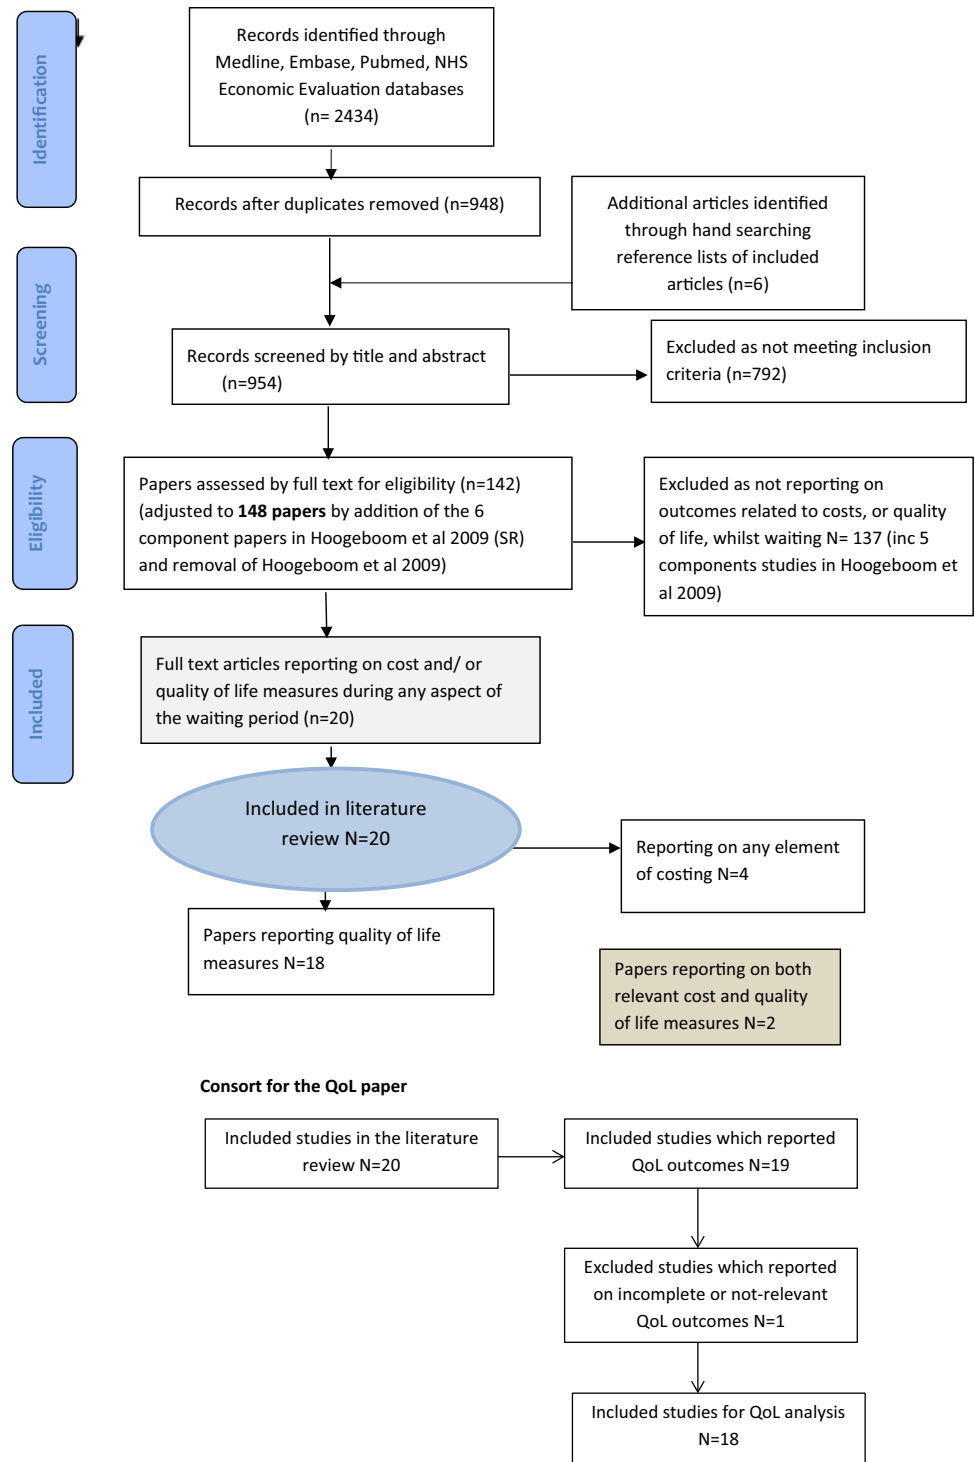 Identification
Records identified through
Medline, Embase, Pubmed, NHS
Economic Evaluation databases
(n= 2434)
Records after duplicates removed (n=948)
Additional articles identified
through hand searching
reference lists of included
articles (n=6)
Screening
Records screened by title and abstract
(n=954)
Excluded as not meeting inclusion
criteria (n=792)
Eligibility
Papers assessed by full text for eligibility (n=142)
(adjusted to 148 papers by addition of the 6
component papers in Hoogeboom et al 2009 (SR)
and removal of Hoogeboom et al 2009)
Excluded as not reporting on
outcomes related to costs, or quality
of life, whilst waiting N= 137 (inc 5
components studies in Hoogeboom et
al 2009)
Included
Full text articles reporting on cost and/ or
quality of life measures during any aspect of
the waiting period (n=20)
Included in literature
review N=20
Reporting on any element
of costing N=4
Papers reporting quality of life
measures N=18
Papers reporting on both
relevant cost and quality
of life measures N=2
Consort for the QoL paper
Included studies in the literature
review N=20
Included studies which reported
QoL outcomes N=19
Excluded studies which reported
on incomplete or not-relevant
QoL outcomes N=1
Included studies for QoL analysis
N=18